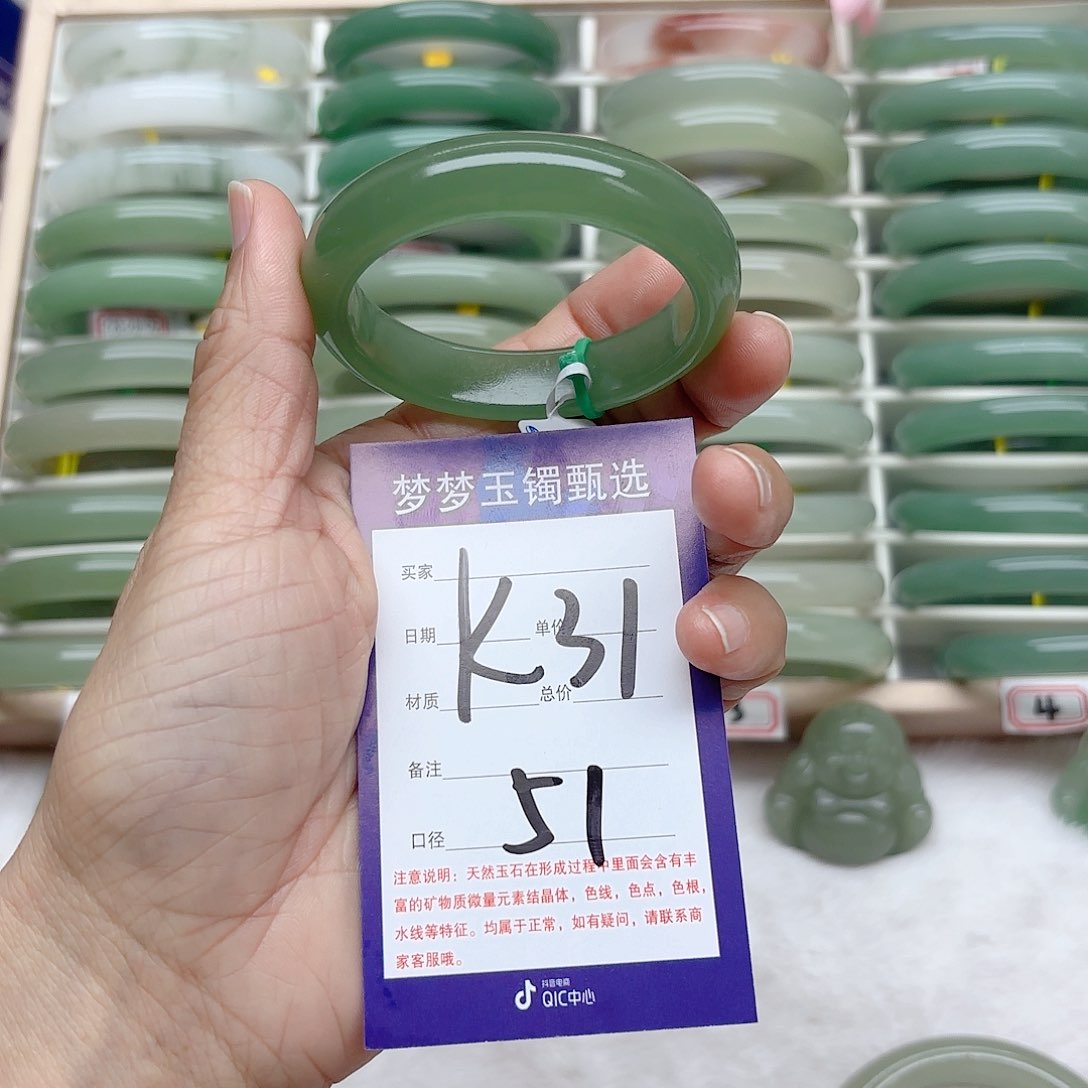 梦梦玉镯甄选
买家
K31
日期 单价
材质 总价
备注
51
口径
注意说明：天然玉石在形成过程中里面会含有丰
富的矿物质微量元素结晶体，色线，色点，色根，
水线等特征。均属于正常，如有疑问，请联系商
家客服哦。
抖音电商
QIC中心
3
4